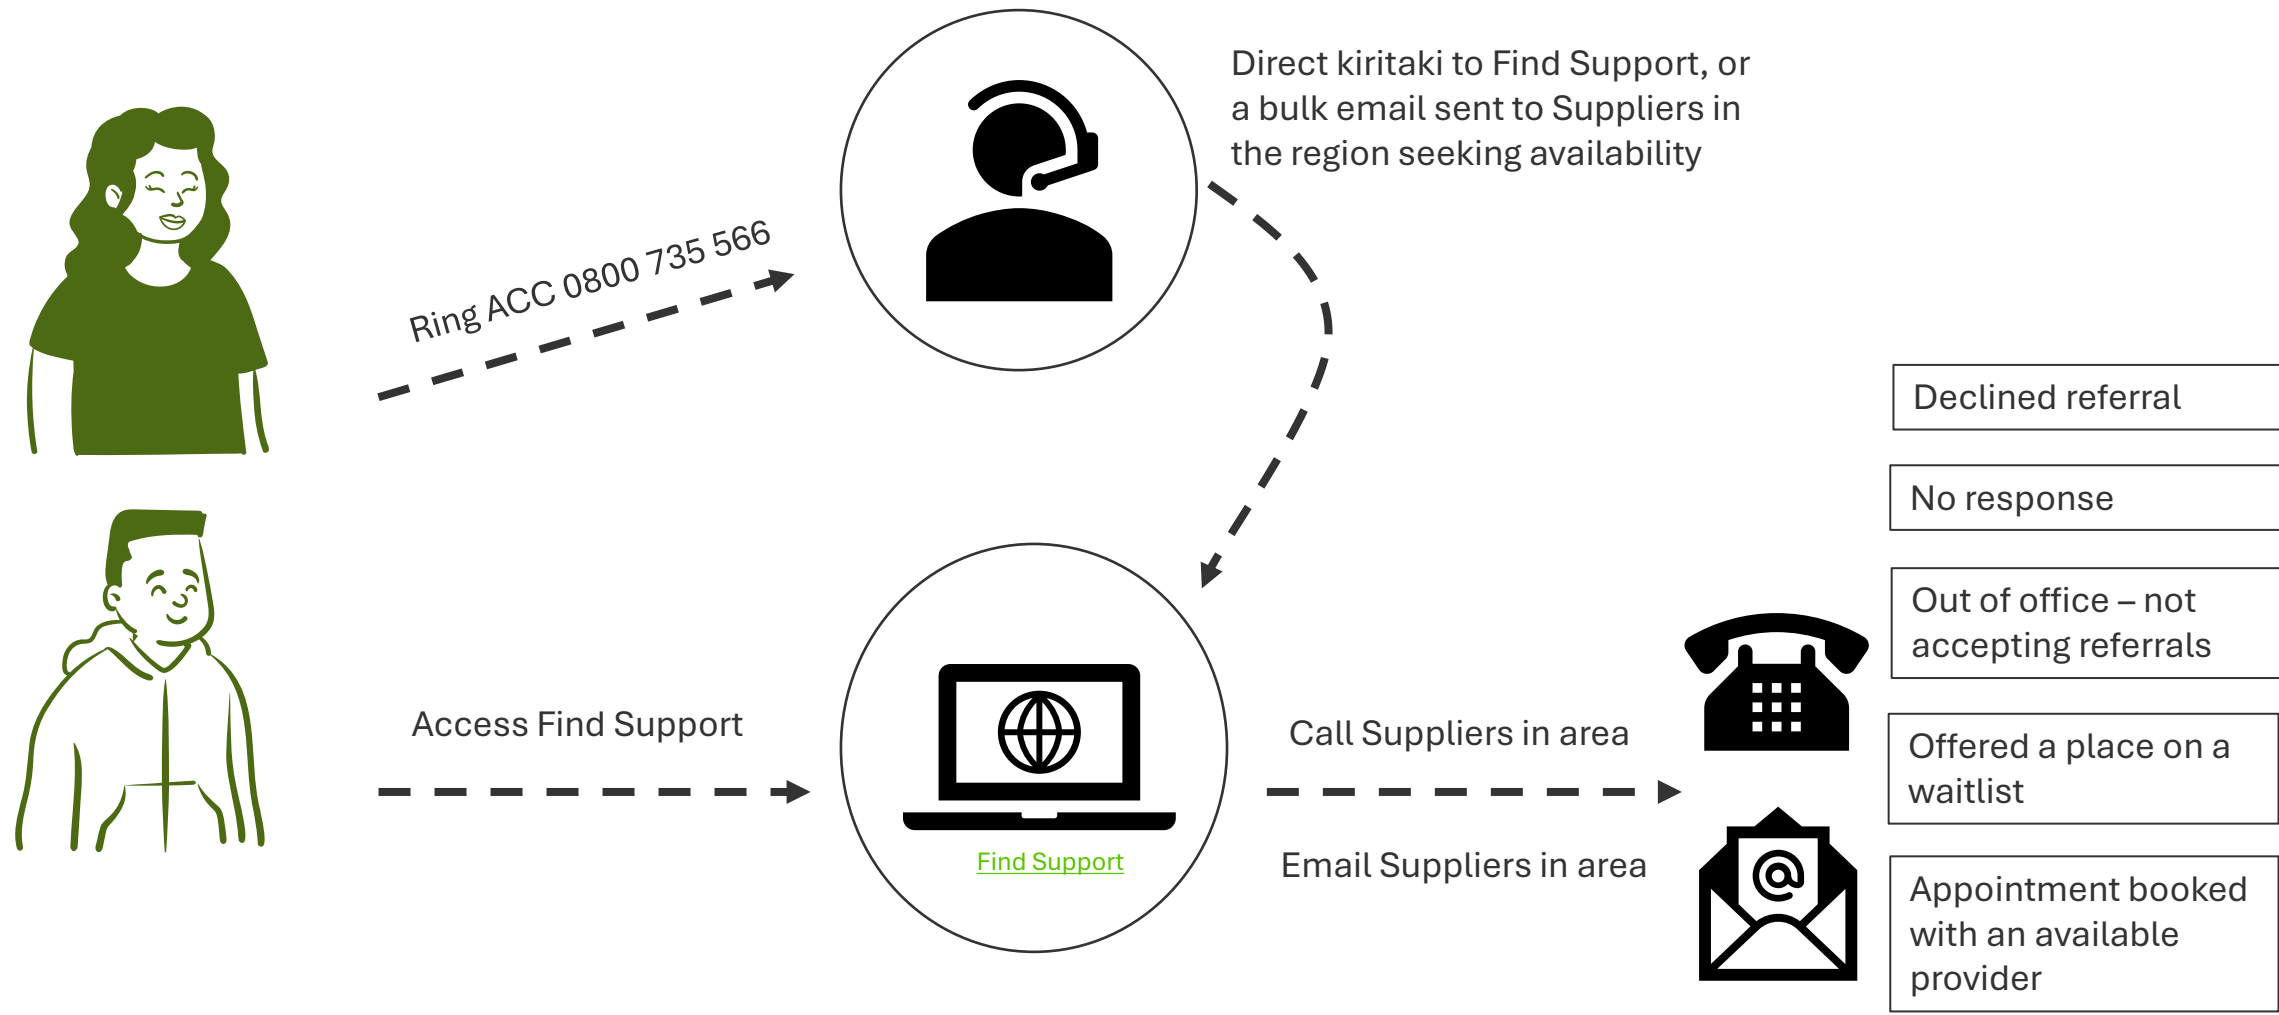 Direct kiritaki to Find Support, or
a bulk email sent to Suppliers in
the region seeking availability
Ring ACC 0800 735 566
Declined referral
No response
Out of office – not
accepting referrals
Access Find Support
Call Suppliers in area
Offered a place on a
waitlist
Find Support
Email Suppliers in area
Appointment booked
with an available
provider